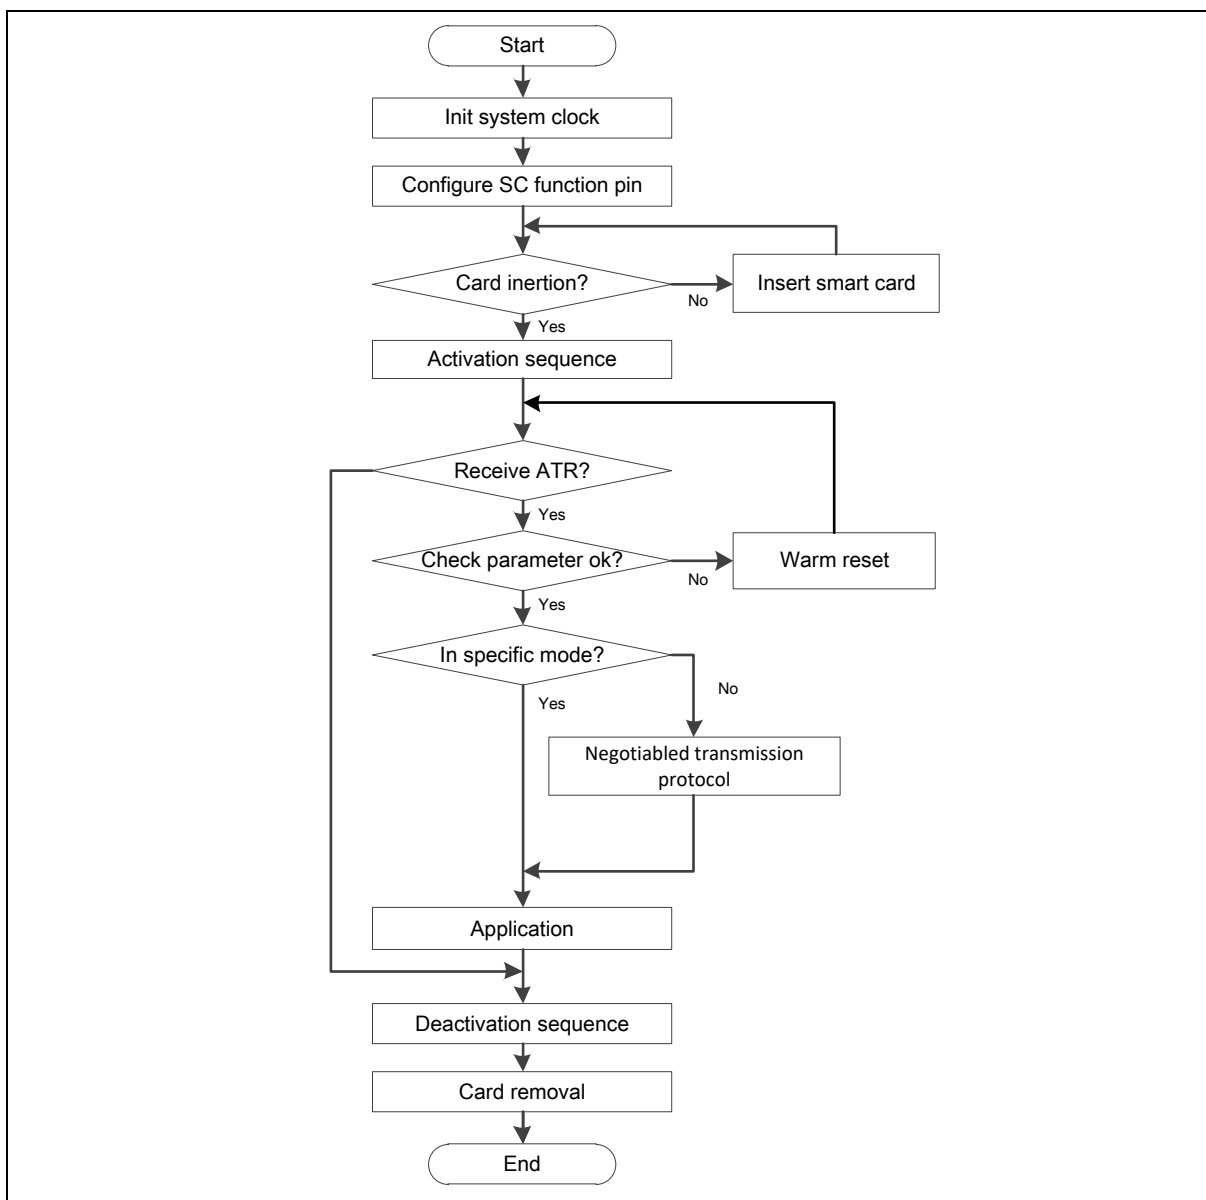 Start
Init system clock
Configure SC function pin
Card inertion?
No
Insert smart card
Yes
Activation sequence
Receive ATR?
Yes
Check parameter ok?
No
Warm reset
Yes
In specific mode?
No
Yes
Negotiabled transmission
protocol
Application
Deactivation sequence
Card removal
End